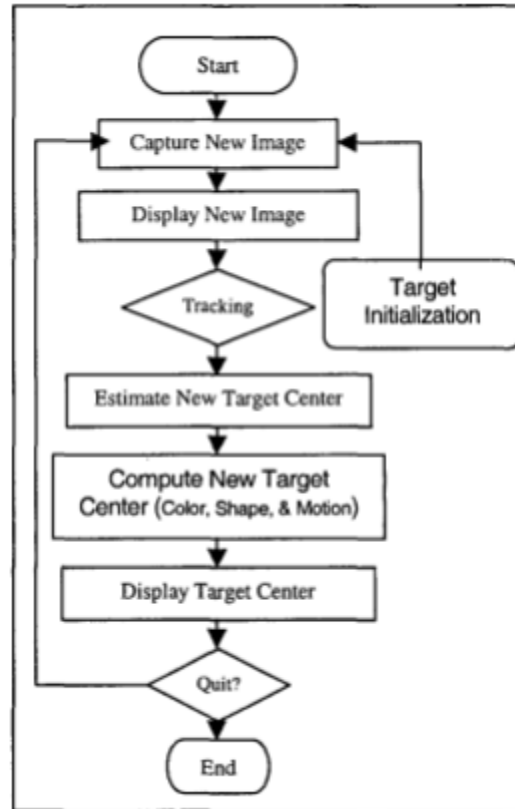 Start
Capture New Image
Display New Image
Tracking
Target
Initialization
Estimate New Target Center
Compute New Target
Center (Color, Shape, & Motion)
Display Target Center
Quit?
End